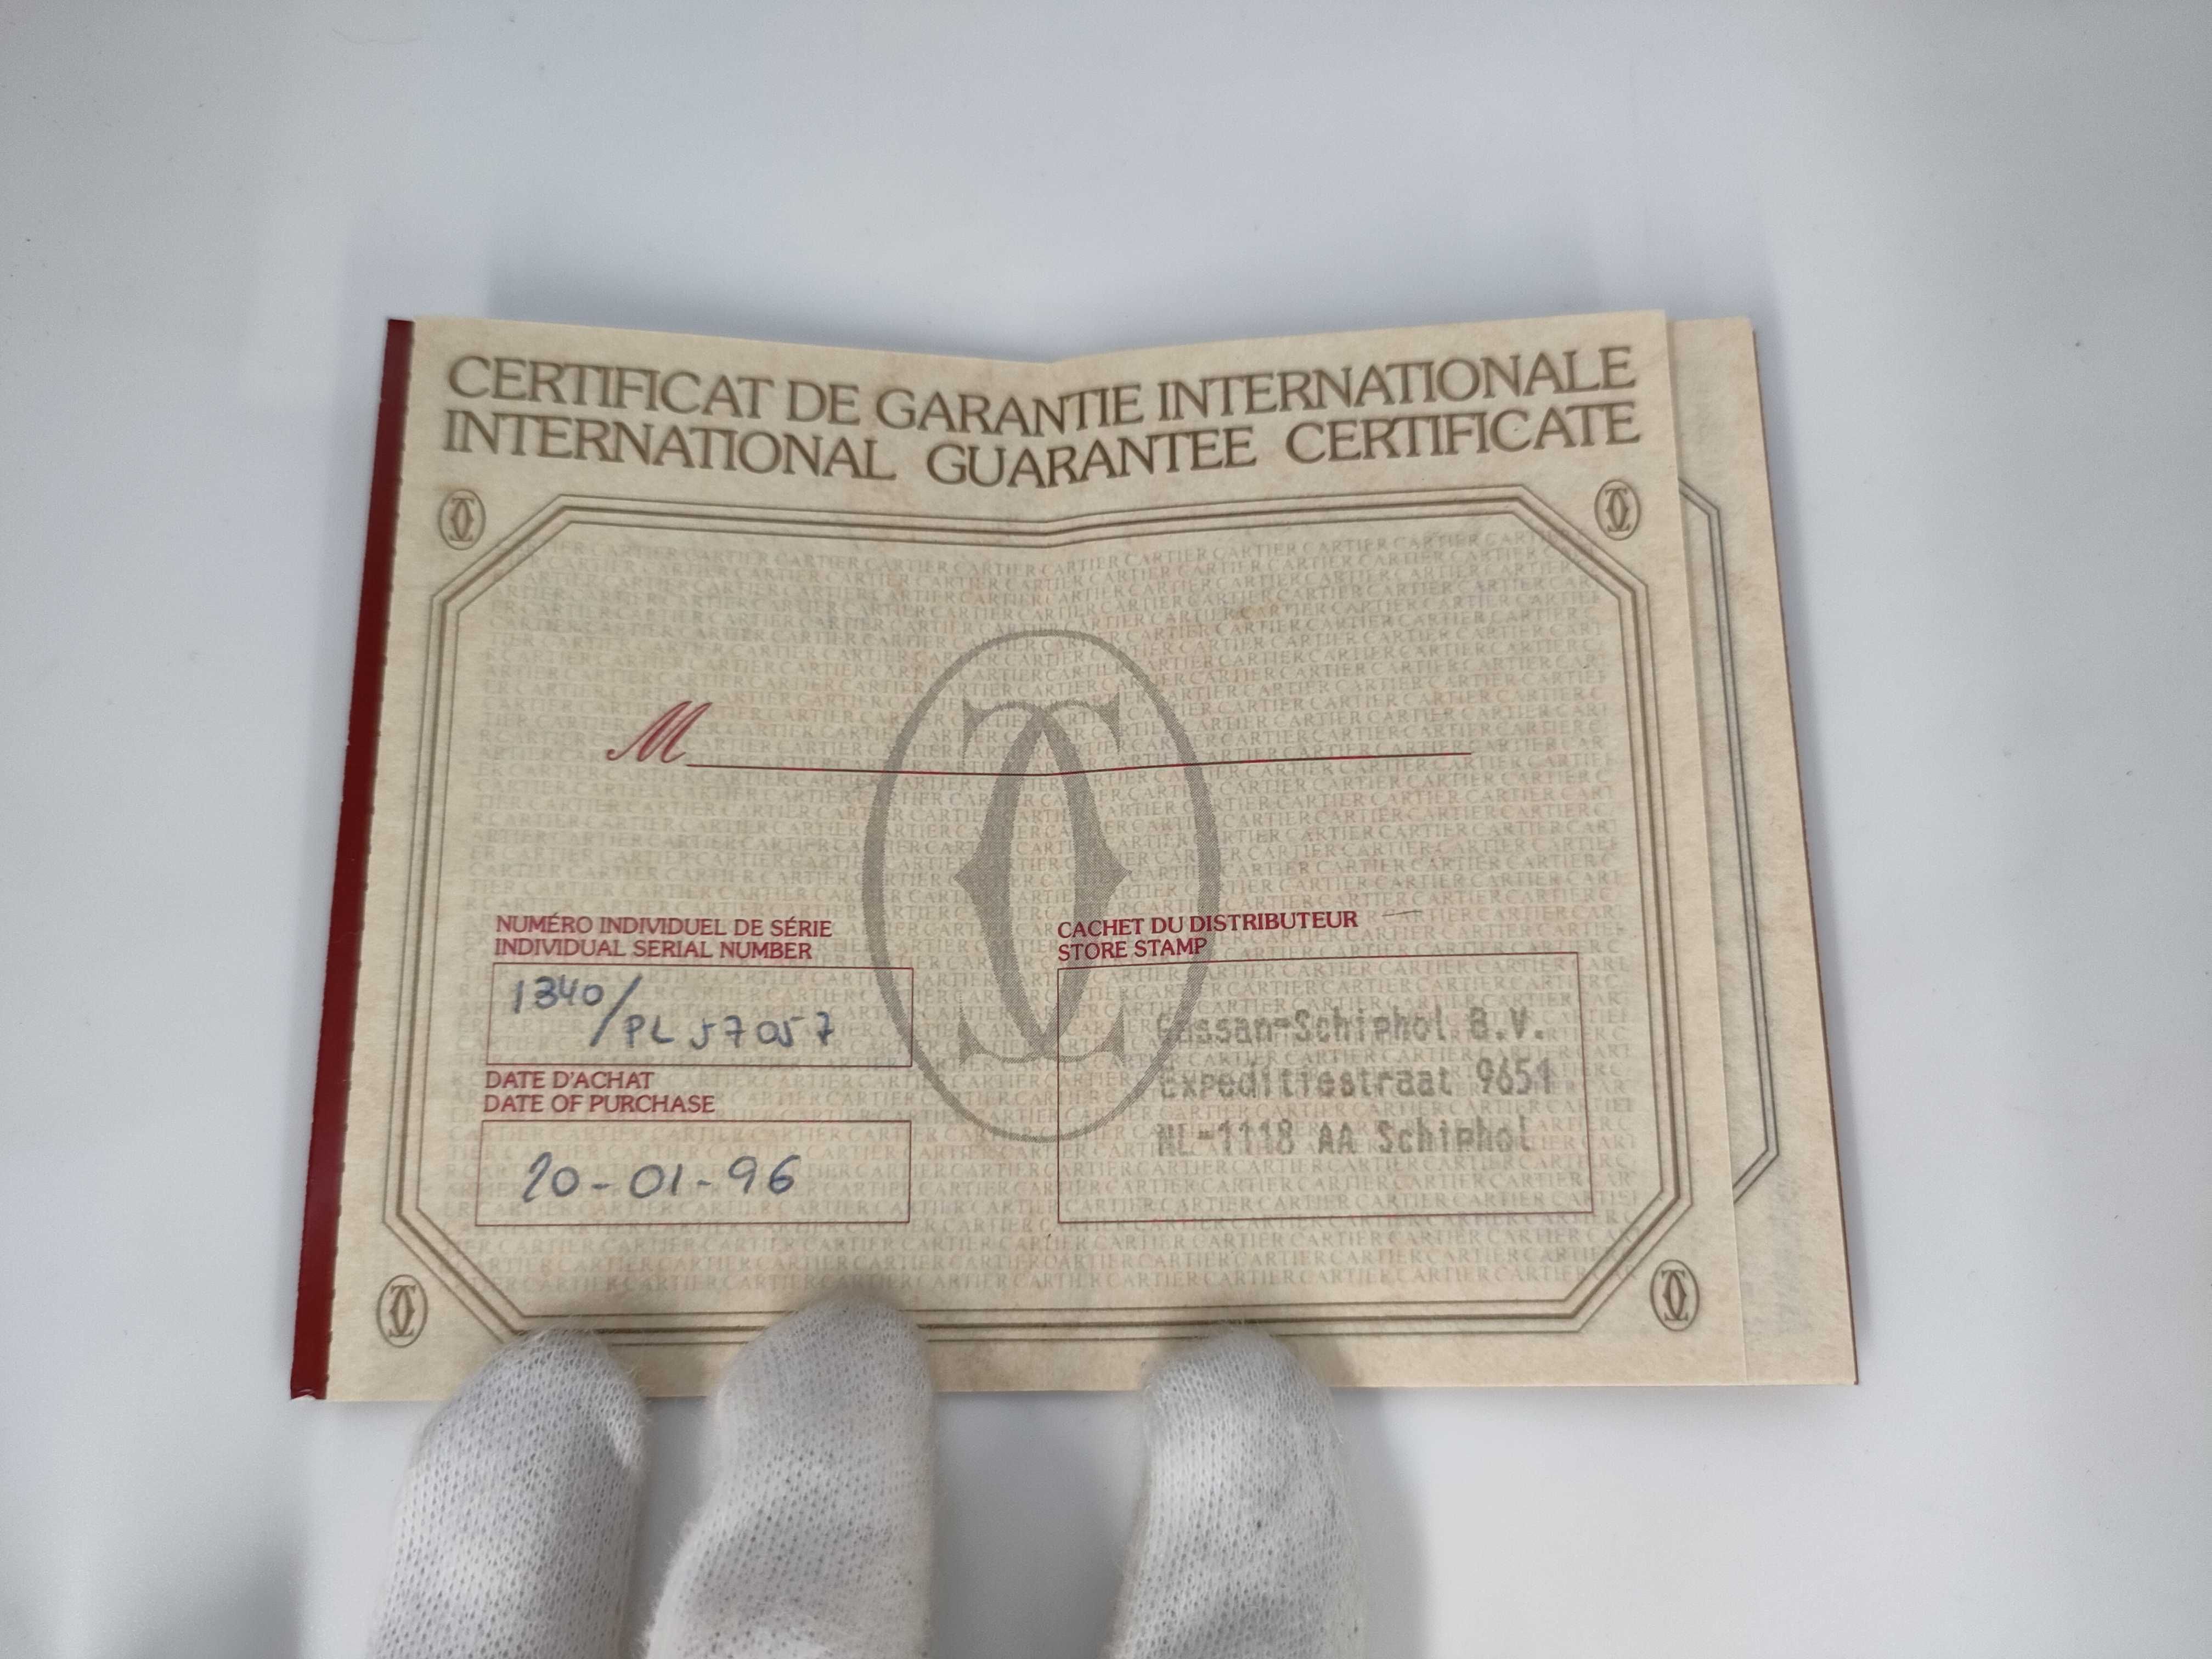 CERTIFICAT DE GARANTIE INTERNATIONALE
INTERNATIONAL GUARANTEE CERTIFICATE
M
NUMÉRO INDIVIDUEL DE SÉRIE
INDIVIDUAL SERIAL NUMBER
1340/
PL 57057
DATE D'ACHAT
DATE OF PURCHASE
20-01-96
CACHET DU DISTRIBUTEUR
STORE STAMP
Gassan-Schiphol B.V.
Expeditiestraat 9651
NL-1118 AA Schiphol